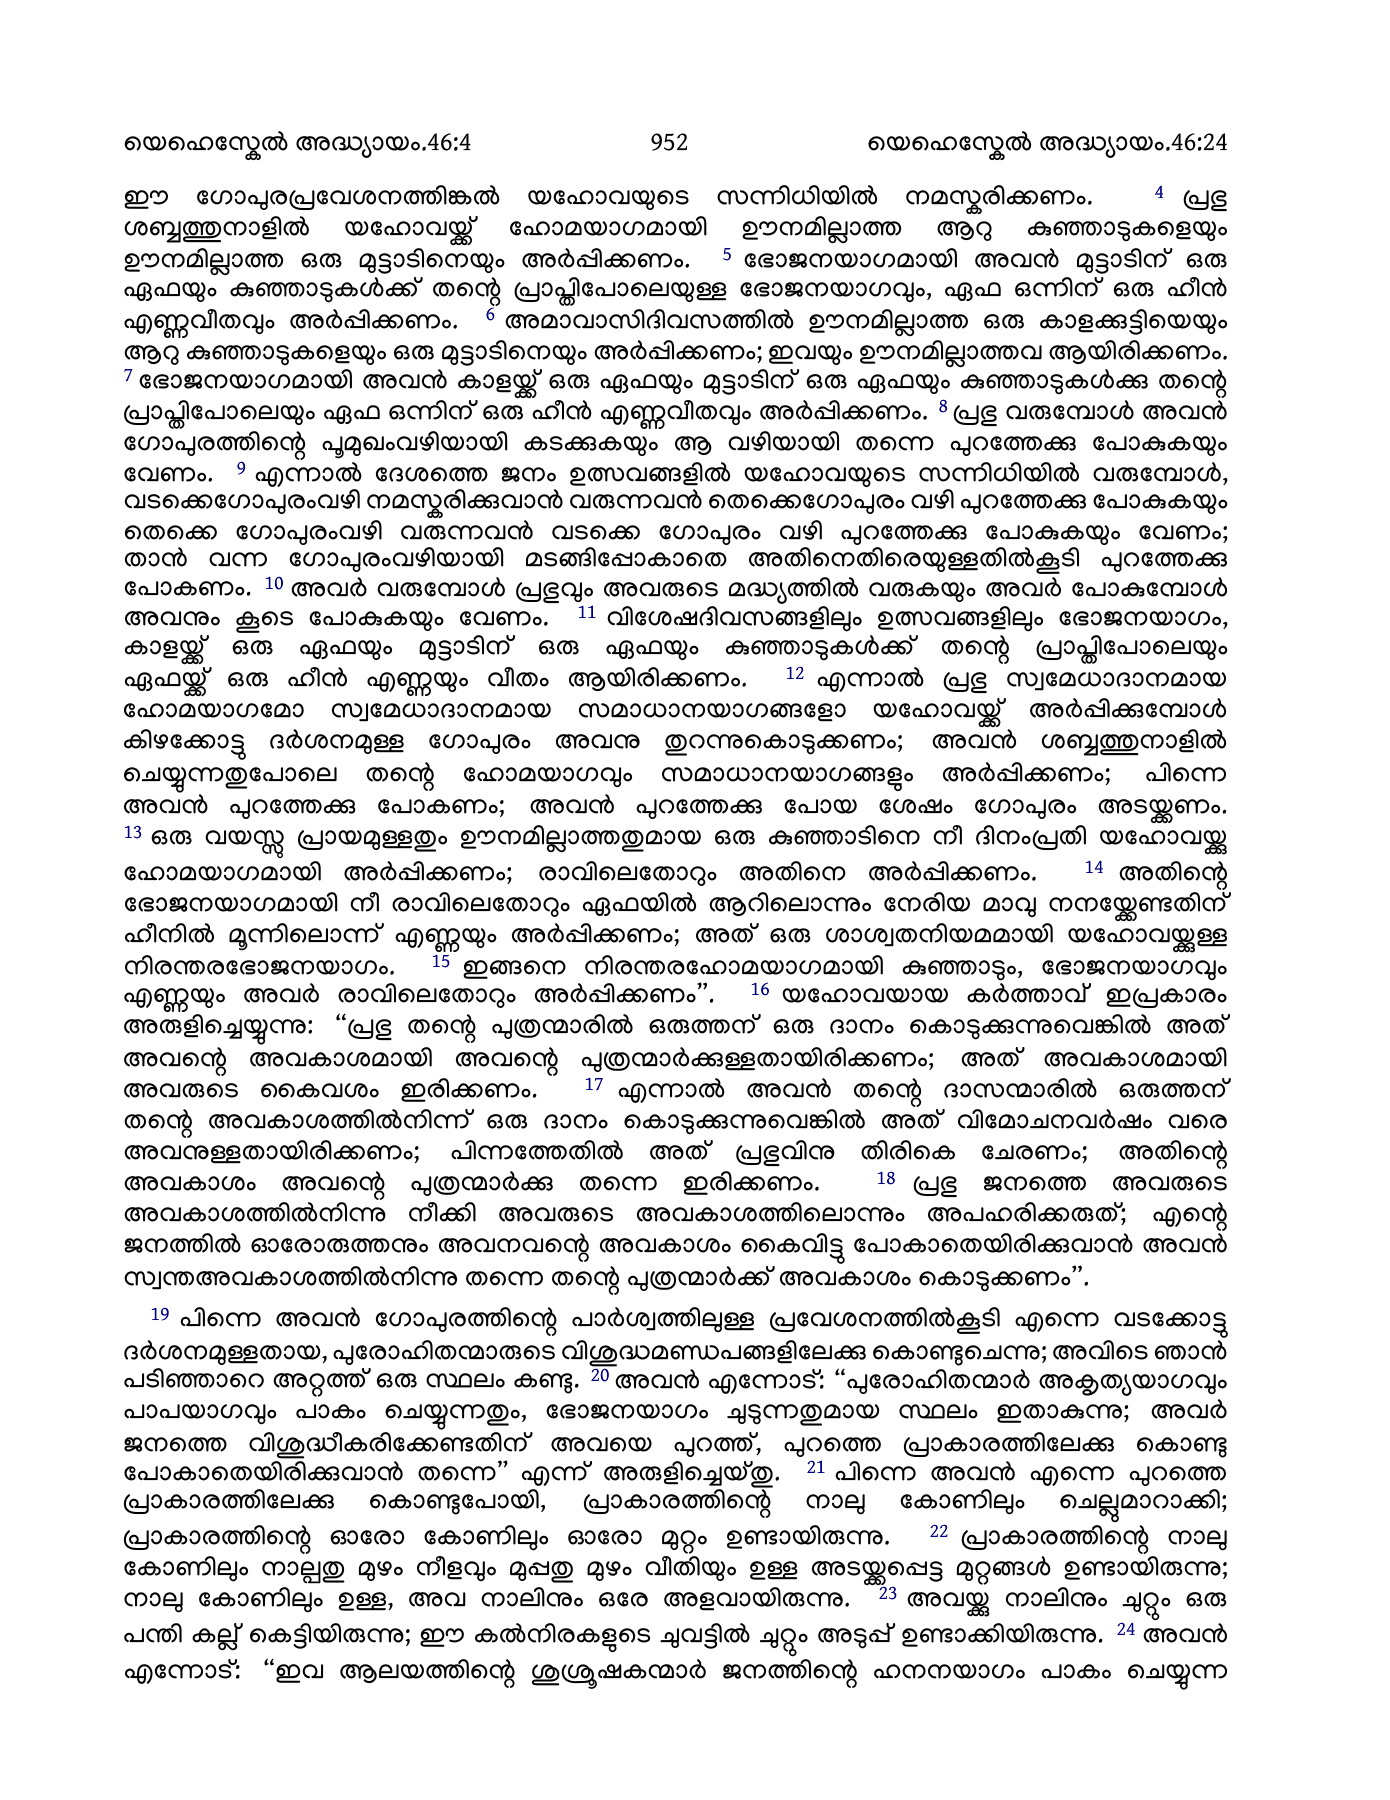 യെഹെസ്കേൽ അദ്ധ്യായം.46:4 952 യെഹെസ്കേൽ അദ്ധ്യായം.46:24
ഈ ഗോപുരപ്രവേശനത്തിങ്കൽ യഹോവയുടെ സന്നിധിയിൽ നമസ്കരിക്കണം. 4 പ്രഭു
ശബ്ബത്തുനാളിൽ യഹോവയ്ക്ക് ഹോമയാഗമായി ഊനമില്ലാത്ത ആറു കുഞ്ഞാടുകളെയും
ഊനമില്ലാത്ത ഒരു മുട്ടാടിനെയും അർപ്പിക്കണം. 5 ഭോജനയാഗമായി അവൻ മുട്ടാടിന് ഒരു
ഏഫയും കുഞ്ഞാടുകൾക്ക് തന്റെ പ്രാപ്തിപോലെയുള്ള ഭോജനയാഗവും, ഏഫ ഒന്നിന് ഒരു ഹീൻ
എണ്ണവീതവും അർപ്പിക്കണം. 6 അമാവാസിദിവസത്തിൽ ഊനമില്ലാത്ത ഒരു കാളക്കുട്ടിയെയും
ആറു കുഞ്ഞാടുകളെയും ഒരു മുട്ടാടിനെയും അർപ്പിക്കണം; ഇവയും ഊനമില്ലാത്തവ ആയിരിക്കണം.
7 ഭോജനയാഗമായി അവൻ കാളയ്ക്ക് ഒരു ഏഫയും മുട്ടാടിന് ഒരു ഏഫയും കുഞ്ഞാടുകൾക്കു തന്റെ
പ്രാപ്തിപോലെയും ഏഫ ഒന്നിന് ഒരു ഹീൻ എണ്ണവീതവും അർപ്പിക്കണം. 8 പ്രഭു വരുമ്പോൾ അവൻ
ഗോപുരത്തിന്റെ പൂമുഖംവഴിയായി കടക്കുകയും ആ വഴിയായി തന്നെ പുറത്തേക്കു പോകുകയും
വേണം. 9 എന്നാൽ ദേശത്തെ ജനം ഉത്സവങ്ങളിൽ യഹോവയുടെ സന്നിധിയിൽ വരുമ്പോൾ,
വടക്കെഗോപുരംവഴി നമസ്കരിക്കുവാൻ വരുന്നവൻ തെക്കെഗോപുരം വഴി പുറത്തേക്കു പോകുകയും
തെക്കെ ഗോപുരംവഴി വരുന്നവൻ വടക്കെ ഗോപുരം വഴി പുറത്തേക്കു പോകുകയും വേണം;
താൻ വന്ന ഗോപുരംവഴിയായി മടങ്ങിപ്പോകാതെ അതിനെതിരെയുള്ളതിൽകൂടി പുറത്തേക്കു
പോകണം. 10 അവർ വരുമ്പോൾ പ്രഭുവും അവരുടെ മദ്ധ്യത്തിൽ വരുകയും അവർ പോകുമ്പോൾ
അവനും കൂടെ പോകുകയും വേണം. 11 വിശേഷദിവസങ്ങളിലും ഉത്സവങ്ങളിലും ഭോജനയാഗം,
കാളയ്ക്ക് ഒരു ഏഫയും മുട്ടാടിന് ഒരു ഏഫയും കുഞ്ഞാടുകൾക്ക് തന്റെ പ്രാപ്തിപോലെയും
ഏഫയ്ക്ക് ഒരു ഹീൻ എണ്ണയും വീതം ആയിരിക്കണം. 12 എന്നാൽ പ്രഭു സ്വമേധാദാനമായ
ഹോമയാഗമോ സ്വമേധാദാനമായ സമാധാനയാഗങ്ങളോ യഹോവയ്ക്ക് അർപ്പിക്കുമ്പോൾ
കിഴക്കോട്ടു ദർശനമുള്ള ഗോപുരം അവനു തുറന്നുകൊടുക്കണം; അവൻ ശബ്ബത്തുനാളിൽ
ചെയ്യുന്നതുപോലെ തന്റെ ഹോമയാഗവും സമാധാനയാഗങ്ങളും അർപ്പിക്കണം; പിന്നെ
അവൻ പുറത്തേക്കു പോകണം; അവൻ പുറത്തേക്കു പോയ ശേഷം ഗോപുരം അടയ്ക്കണം.
13 ഒരു വയസ്സു പ്രായമുള്ളതും ഊനമില്ലാത്തതുമായ ഒരു കുഞ്ഞാടിനെ നീ ദിനംപ്രതി യഹോവയ്ക്കു
ഹോമയാഗമായി അർപ്പിക്കണം; രാവിലെതോറും അതിനെ അർപ്പിക്കണം. 14 അതിന്റെ
ഭോജനയാഗമായി നീ രാവിലെതോറും ഏഫയിൽ ആറിലൊന്നും നേരിയ മാവു നനയ്ക്കേണ്ടതിന്
ഹീനിൽ മൂന്നിലൊന്ന് എണ്ണയും അർപ്പിക്കണം; അത് ഒരു ശാശ്വതനിയമമായി യഹോവയ്ക്കുള്ള
നിരന്തരഭോജനയാഗം. 15 ഇങ്ങനെ നിരന്തരഹോമയാഗമായി കുഞ്ഞാടും, ഭോജനയാഗവും
എണ്ണയും അവർ രാവിലെതോറും അർപ്പിക്കണം”. 16 യഹോവയായ കർത്താവ് ഇപ്രകാരം
അരുളിച്ചെയ്യുന്നു: “പ്രഭു തന്റെ പുത്രന്മാരിൽ ഒരുത്തന് ഒരു ദാനം കൊടുക്കുന്നുവെങ്കിൽ അത്
അവന്റെ അവകാശമായി അവന്റെ പുത്രന്മാർക്കുള്ളതായിരിക്കണം; അത് അവകാശമായി
അവരുടെ കൈവശം ഇരിക്കണം. 17 എന്നാൽ അവൻ തന്റെ ദാസന്മാരിൽ ഒരുത്തന്
തന്റെ അവകാശത്തിൽനിന്ന് ഒരു ദാനം കൊടുക്കുന്നുവെങ്കിൽ അത് വിമോചനവർഷം വരെ
അവനുള്ളതായിരിക്കണം; പിന്നത്തേതിൽ അത് പ്രഭുവിനു തിരികെ ചേരണം; അതിന്റെ
അവകാശം അവന്റെ പുത്രന്മാർക്കു തന്നെ ഇരിക്കണം. 18 പ്രഭു ജനത്തെ അവരുടെ
അവകാശത്തിൽനിന്നു നീക്കി അവരുടെ അവകാശത്തിലൊന്നും അപഹരിക്കരുത്; എന്റെ
ജനത്തിൽ ഓരോരുത്തനും അവനവന്റെ അവകാശം കൈവിട്ടു പോകാതെയിരിക്കുവാൻ അവൻ
സ്വന്തഅവകാശത്തിൽനിന്നു തന്നെ തന്റെ പുത്രന്മാർക്ക് അവകാശം കൊടുക്കണം”.
19 പിന്നെ അവൻ ഗോപുരത്തിന്റെ പാർശ്വത്തിലുള്ള പ്രവേശനത്തിൽകൂടി എന്നെ വടക്കോട്ടു
ദർശനമുള്ളതായ, പുരോഹിതന്മാരുടെ വിശുദ്ധമണ്ഡപങ്ങളിലേക്കു കൊണ്ടുചെന്നു; അവിടെ ഞാൻ
പടിഞ്ഞാറെ അറ്റത്ത് ഒരു സ്ഥലം കണ്ടു. 20 അവൻ എന്നോട്: “പുരോഹിതന്മാർ അകൃത്യയാഗവും
പാപയാഗവും പാകം ചെയ്യുന്നതും, ഭോജനയാഗം ചുടുന്നതുമായ സ്ഥലം ഇതാകുന്നു; അവർ
ജനത്തെ വിശുദ്ധീകരിക്കേണ്ടതിന് അവയെ പുറത്ത്, പുറത്തെ പ്രാകാരത്തിലേക്കു കൊണ്ടു
പോകാതെയിരിക്കുവാൻ തന്നെ” എന്ന് അരുളിച്ചെയ്തു. 21 പിന്നെ അവൻ എന്നെ പുറത്തെ
പ്രാകാരത്തിലേക്കു കൊണ്ടുപോയി, പ്രാകാരത്തിന്റെ നാലു കോണിലും ചെല്ലുമാറാക്കി;
പ്രാകാരത്തിന്റെ ഓരോ കോണിലും ഓരോ മുറ്റം ഉണ്ടായിരുന്നു. 22 പ്രാകാരത്തിന്റെ നാലു
കോണിലും നാല്പതു മുഴം നീളവും മുപ്പതു മുഴം വീതിയും ഉള്ള അടയ്ക്കപ്പെട്ട മുറ്റങ്ങൾ ഉണ്ടായിരുന്നു;
നാലു കോണിലും ഉള്ള, അവ നാലിനും ഒരേ അളവായിരുന്നു. 23 അവയ്ക്കു നാലിനും ചുറ്റും ഒരു
പന്തി കല്ല് കെട്ടിയിരുന്നു; ഈ കൽനിരകളുടെ ചുവട്ടിൽ ചുറ്റും അടുപ്പ് ഉണ്ടാക്കിയിരുന്നു. 24 അവൻ
എന്നോട്: “ഇവ ആലയത്തിന്റെ ശുശ്രൂഷകന്മാർ ജനത്തിന്റെ ഹനനയാഗം പാകം ചെയ്യുന്ന